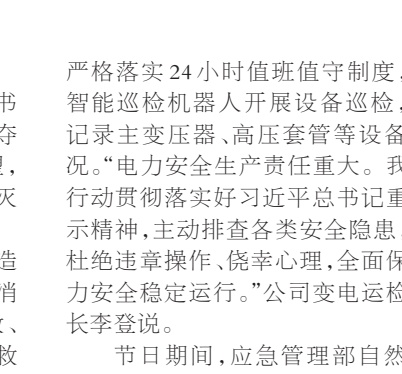 严格落实24小时值班值守制度，
智能巡检机器人开展设备巡检，
记录主变压器、高压套管等设备
况。“电力安全生产责任重大。我
行动贯彻落实好习近平总书记重
示精神，主动排查各类安全隐患
杜绝违章操作、侥幸心理，全面保
力安全稳定运行。”公司变电运检
长李登说。
节日期间，应急管理部自然
书
夺
灭
造
消
、
救